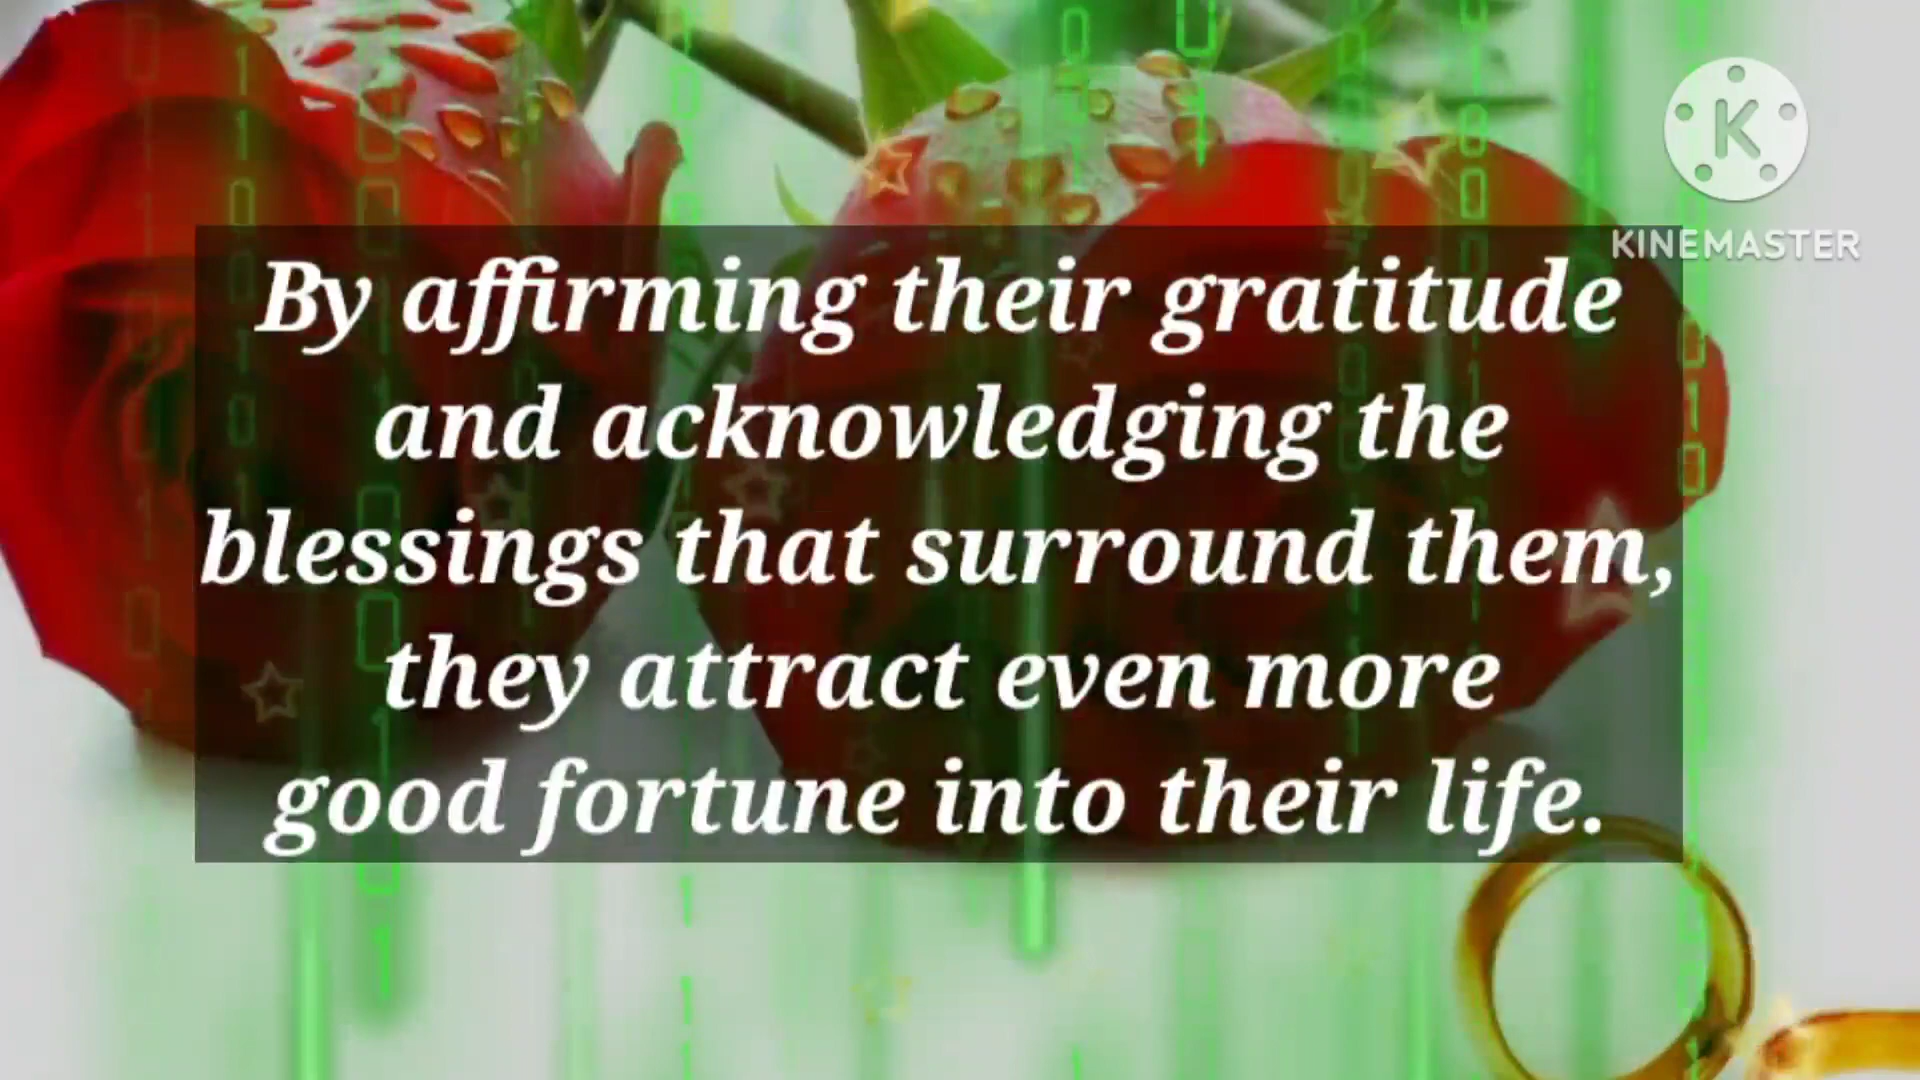 K
KINEMASTER
By affirming their gratitude
and acknowledging the
blessings that surround them,
they attract even more
good fortune into their life.